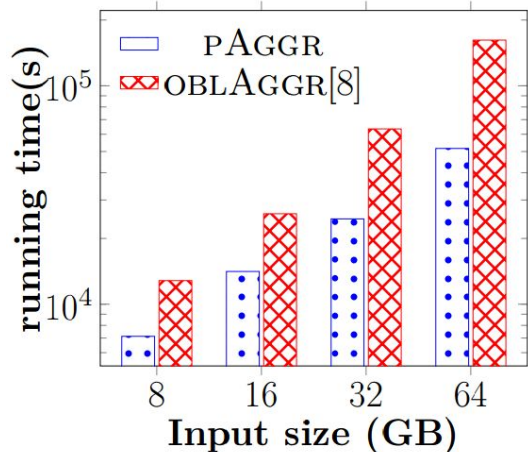 pAggr
oblAggr[8]
10^5
10^4
running time(s)
8 16 32 64
Input size (GB)